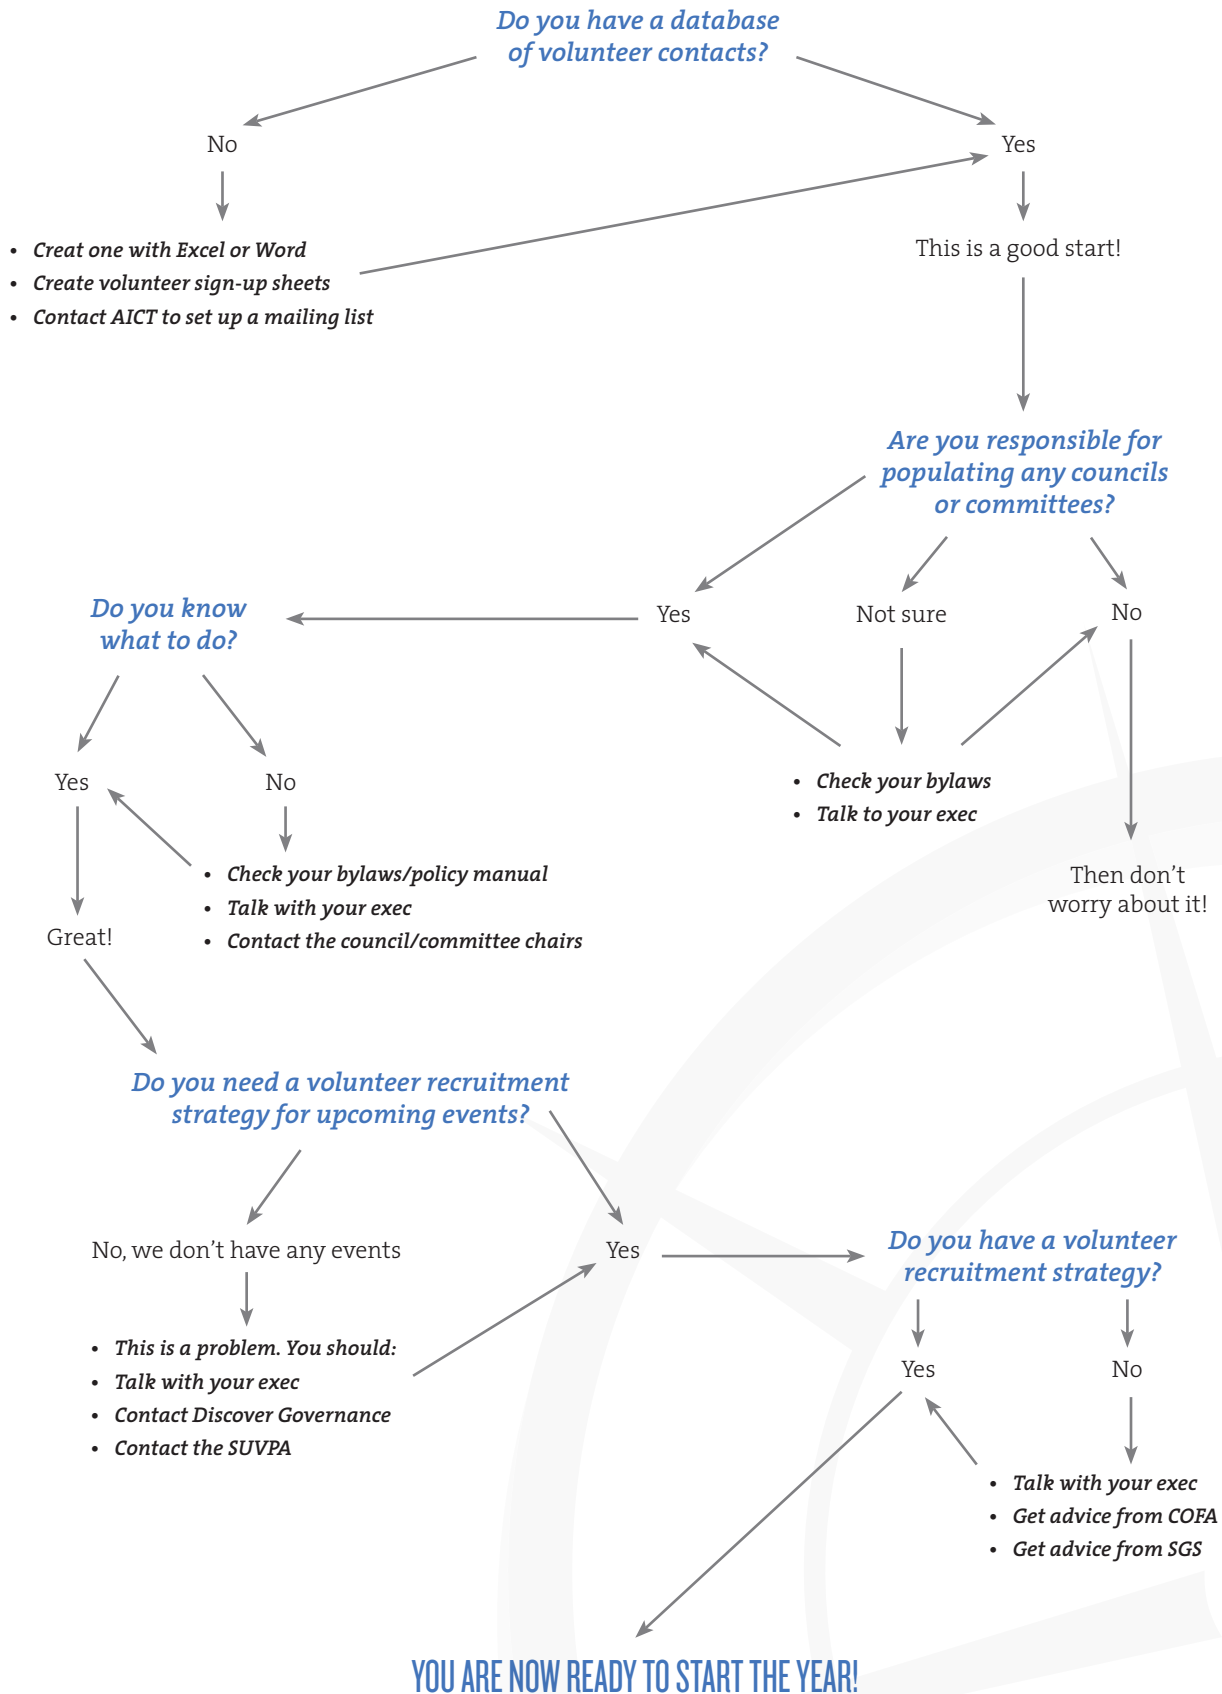 Do you have a database
of volunteer contacts?
No
Yes
• Creat one with Excel or Word
• Create volunteer sign-up sheets
• Contact AICT to set up a mailing list
This is a good start!
Are you responsible for
populating any councils
or committees?
Yes
Not sure
No
Do you know
what to do?
• Check your bylaws
• Talk to your exec
Then don't
worry about it!
Yes
No
• Check your bylaws/policy manual
• Talk with your exec
• Contact the council/committee chairs
Great!
Do you need a volunteer recruitment
strategy for upcoming events?
No, we don't have any events
Yes
• This is a problem. You should:
• Talk with your exec
• Contact Discover Governance
• Contact the SUVPA
Do you have a volunteer
recruitment strategy?
Yes
No
• Talk with your exec
• Get advice from COFA
• Get advice from SGS
YOU ARE NOW READY TO START THE YEAR!